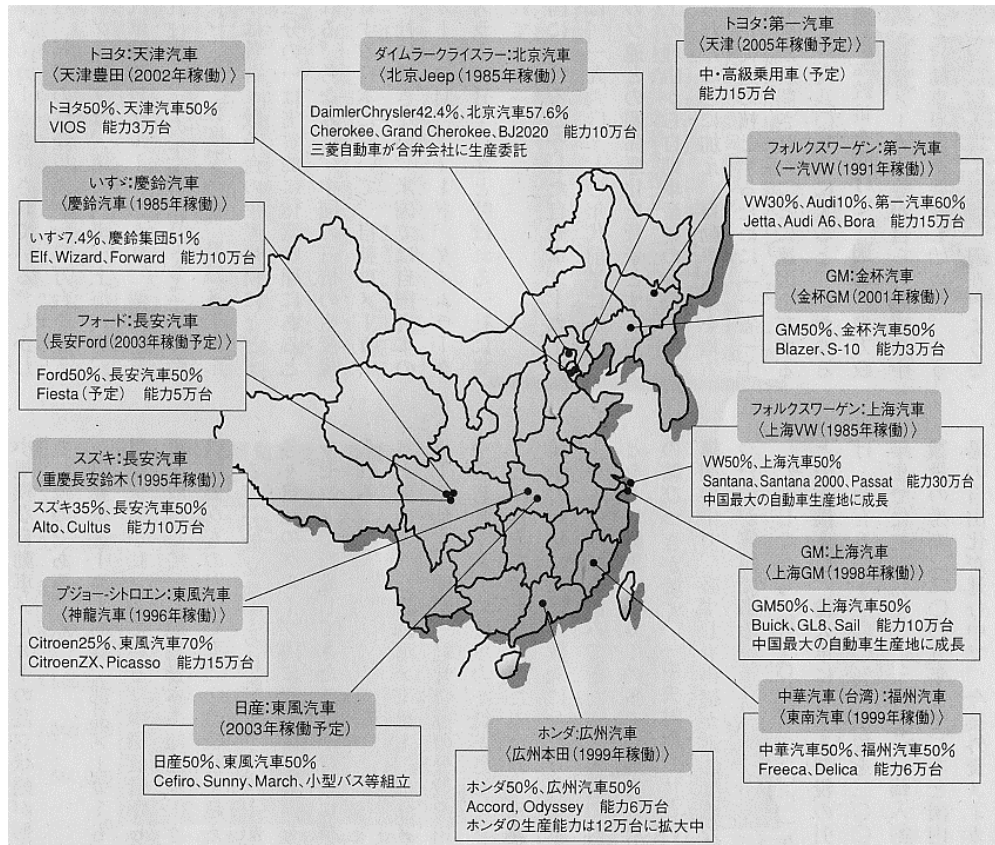 トヨタ:天津汽車
〈天津豊田(2002年稼働)〉
トヨタ50%、天津汽車50%
VIOS 能力3万台
ダイムラークライスラー:北京汽車
〈北京Jeep(1985年稼働)〉
DaimlerChrysler42.4%、北京汽車57.6%
Cherokee、Grand Cherokee、BJ2020 能力10万台
三菱自動車が合弁会社に生産委託
トヨタ:第一汽車
〈天津(2005年稼働予定)〉
中・高級乗用車(予定)
能力15万台
いすゞ:慶鈴汽車
〈慶鈴汽車(1985年稼働)〉
いすゞ7.4%、慶鈴集団51%
Elf、Wizard、Forward 能力10万台
フォルクスワーゲン:第一汽車
〈一汽VW(1991年稼働)〉
VW30%、Audi10%、第一汽車60%
Jetta、Audi A6、Bora 能力15万台
フォード:長安汽車
〈長安Ford(2003年稼働予定)〉
Ford50%、長安汽車50%
Fiesta(予定) 能力5万台
GM:金杯汽車
〈金杯GM(2001年稼働)〉
GM50%、金杯汽車50%
Blazer、S-10 能力3万台
スズキ:長安汽車
〈重慶長安鈴木(1995年稼働)〉
スズキ35%、長安汽車50%
Alto、Cultus 能力10万台
フォルクスワーゲン:上海汽車
〈上海VW(1985年稼働)〉
VW50%、上海汽車50%
Santana、Santana 2000、Passat 能力30万台
中国最大の自動車生産地に成長
プジョー-シトロエン:東風汽車
〈神龍汽車(1996年稼働)〉
Citroen25%、東風汽車70%
CitroenZX、Picasso 能力15万台
GM:上海汽車
〈上海GM(1998年稼働)〉
GM50%、上海汽車50%
Buick、GL8、Sail 能力10万台
中国最大の自動車生産地に成長
日産:東風汽車
(2003年稼働予定)
日産50%、東風汽車50%
Cefiro、Sunny、March、小型バス等組立
ホンダ:広州汽車
〈広州本田(1999年稼働)〉
ホンダ50%、広州汽車50%
Accord、Odyssey 能力6万台
ホンダの生産能力は12万台に拡大中
中華汽車(台湾):福州汽車
〈東南汽車(1999年稼働)〉
中華汽車50%、福州汽車50%
Freeca、Delica 能力6万台